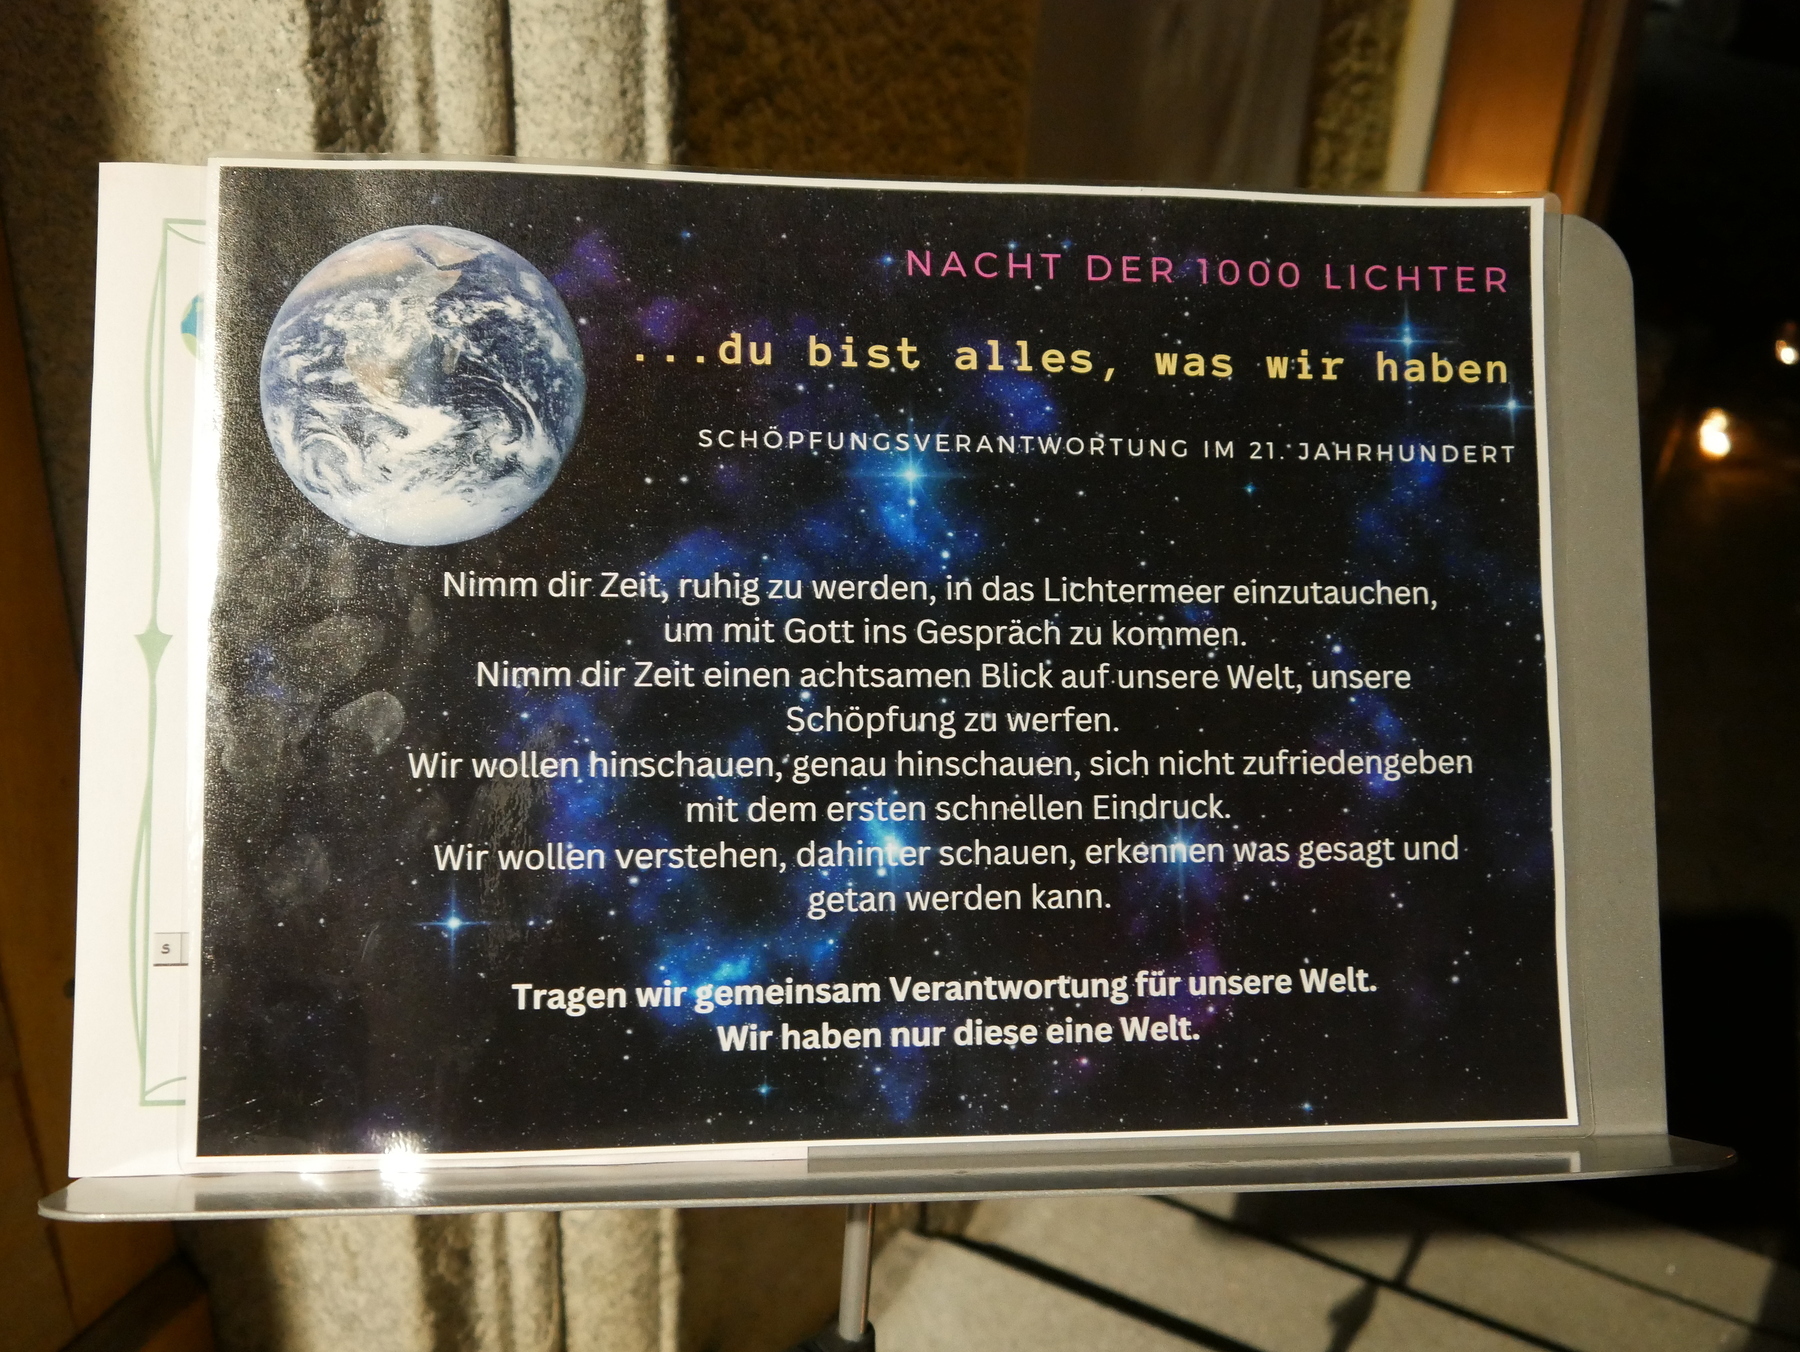 NACHT DER 1000 LICHTER
...du bist alles, was wir haben
SCHÖPFUNGSVERANTWORTUNG IM 21. JAHRHUNDERT
Nimm dir Zeit, ruhig zu werden, in das Lichtermeer einzutauchen,
um mit Gott ins Gespräch zu kommen.
Nimm dir Zeit einen achtsamen Blick auf unsere Welt, unsere
Schöpfung zu werfen.
Wir wollen hinschauen, genau hinschauen, sich nicht zufriedengeben
mit dem ersten schnellen Eindruck.
Wir wollen verstehen, dahinter schauen, erkennen was gesagt und
getan werden kann.
Tragen wir gemeinsam Verantwortung für unsere Welt.
Wir haben nur diese eine Welt.
S